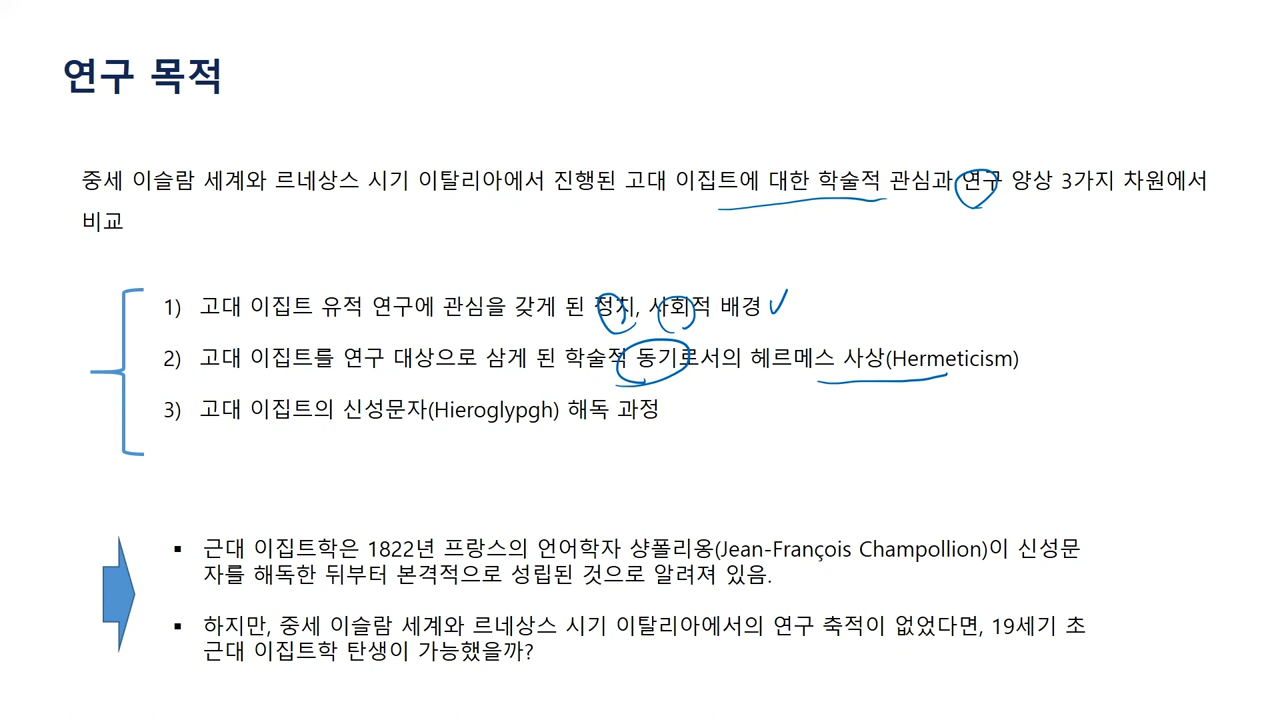 연구 목적
중세 이슬람 세계와 르네상스 시기 이탈리아에서 진행된 고대 이집트에 대한 학술적 관심과 연구 양상 3가지 차원에서
비교
1) 고대 이집트 유적 연구에 관심을 갖게 된 정치, 사회적 배경
2) 고대 이집트를 연구 대상으로 삼게 된 학술적 동기로서의 헤르메스 사상(Hermeticism)
3) 고대 이집트의 신성문자(Hieroglypgh) 해독 과정
▪ 근대 이집트학은 1822년 프랑스의 언어학자 샹폴리옹(Jean-François Champollion)이 신성문
자를 해독한 뒤부터 본격적으로 성립된 것으로 알려져 있음.
▪ 하지만, 중세 이슬람 세계와 르네상스 시기 이탈리아에서의 연구 축적이 없었다면, 19세기 초
근대 이집트학 탄생이 가능했을까?